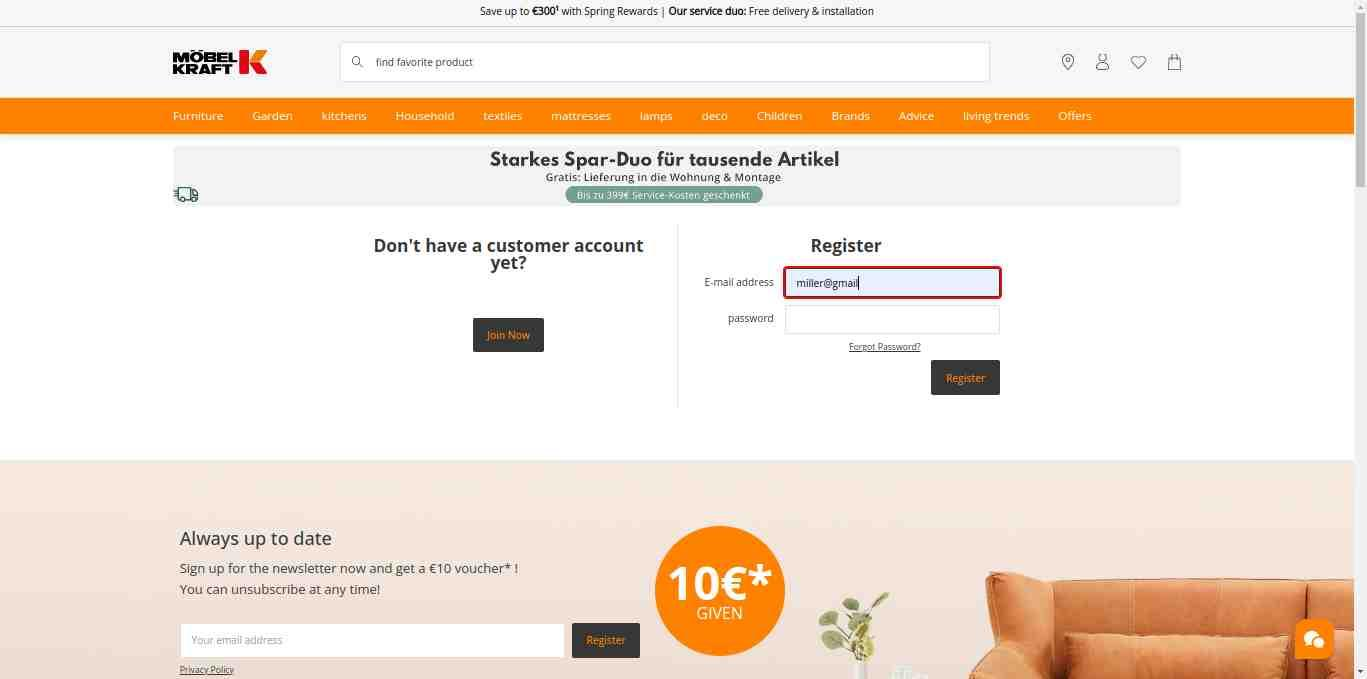 Save up to €300¹ with Spring Rewards | Our service duo: Free delivery & installation
MÖBEL
KRAFT K
find favorite product
Furniture Garden kitchens Household textiles mattresses lamps deco Children Brands Advice living trends Offers
Starkes Spar-Duo für tausende Artikel
Gratis: Lieferung in die Wohnung & Montage
Bis zu 399€ Service-Kosten geschenkt
Don't have a customer account
yet?
Join Now
Register
E-mail address miller@gmail
password
Forgot Password?
Register
Always up to date
Sign up for the newsletter now and get a €10 voucher* !
You can unsubscribe at any time!
Your email address
Register
Privacy Policy
10€*
GIVEN